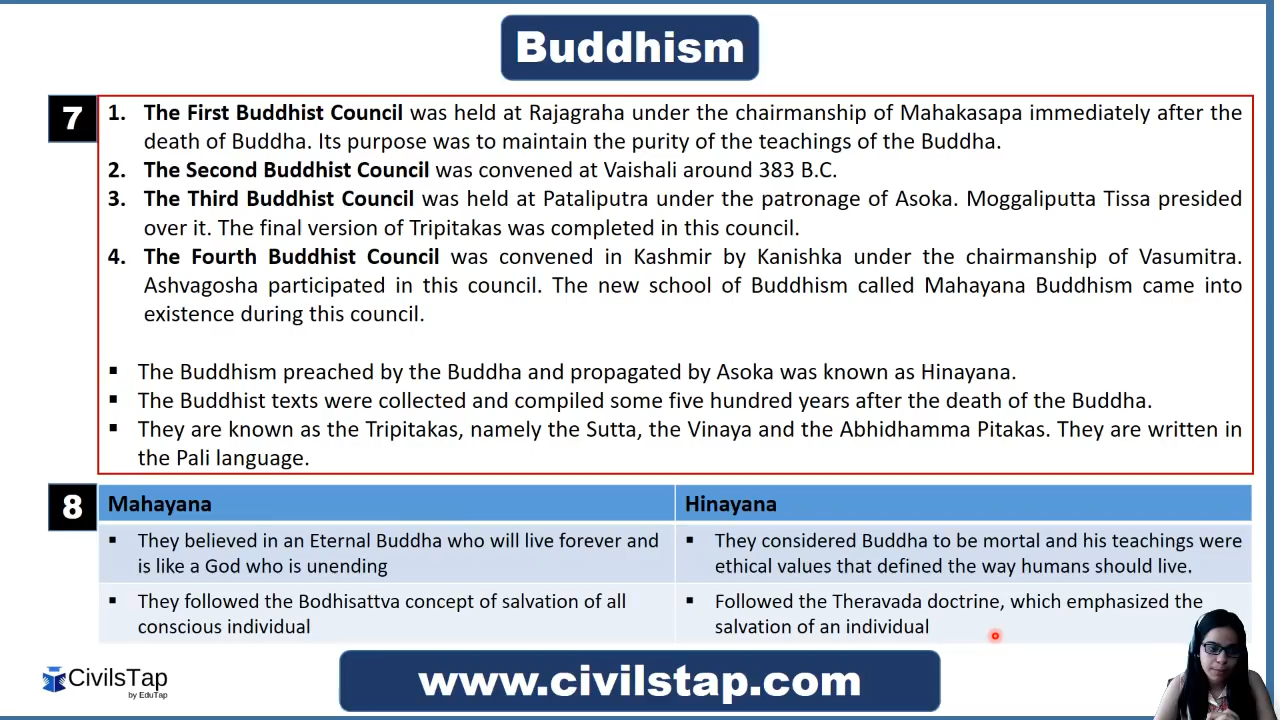 Buddhism
7
1. The First Buddhist Council was held at Rajagraha under the chairmanship of Mahakasapa immediately after the
death of Buddha. Its purpose was to maintain the purity of the teachings of the Buddha.
2. The Second Buddhist Council was convened at Vaishali around 383 B.C.
3. The Third Buddhist Council was held at Pataliputra under the patronage of Asoka. Moggaliputta Tissa presided
over it. The final version of Tripitakas was completed in this council.
4. The Fourth Buddhist Council was convened in Kashmir by Kanishka under the chairmanship of Vasumitra.
Ashvagosha participated in this council. The new school of Buddhism called Mahayana Buddhism came into
existence during this council.
▪ The Buddhism preached by the Buddha and propagated by Asoka was known as Hinayana.
▪ The Buddhist texts were collected and compiled some five hundred years after the death of the Buddha.
▪ They are known as the Tripitakas, namely the Sutta, the Vinaya and the Abhidhamma Pitakas. They are written in
the Pali language.
8
Mahayana
▪ They believed in an Eternal Buddha who will live forever and
is like a God who is unending
▪ They followed the Bodhisattva concept of salvation of all
conscious individual
Hinayana
▪ They considered Buddha to be mortal and his teachings were
ethical values that defined the way humans should live.
▪ Followed the Theravada doctrine, which emphasized the
salvation of an individual
CivilsTap
by EduTap
www.civilstap.com